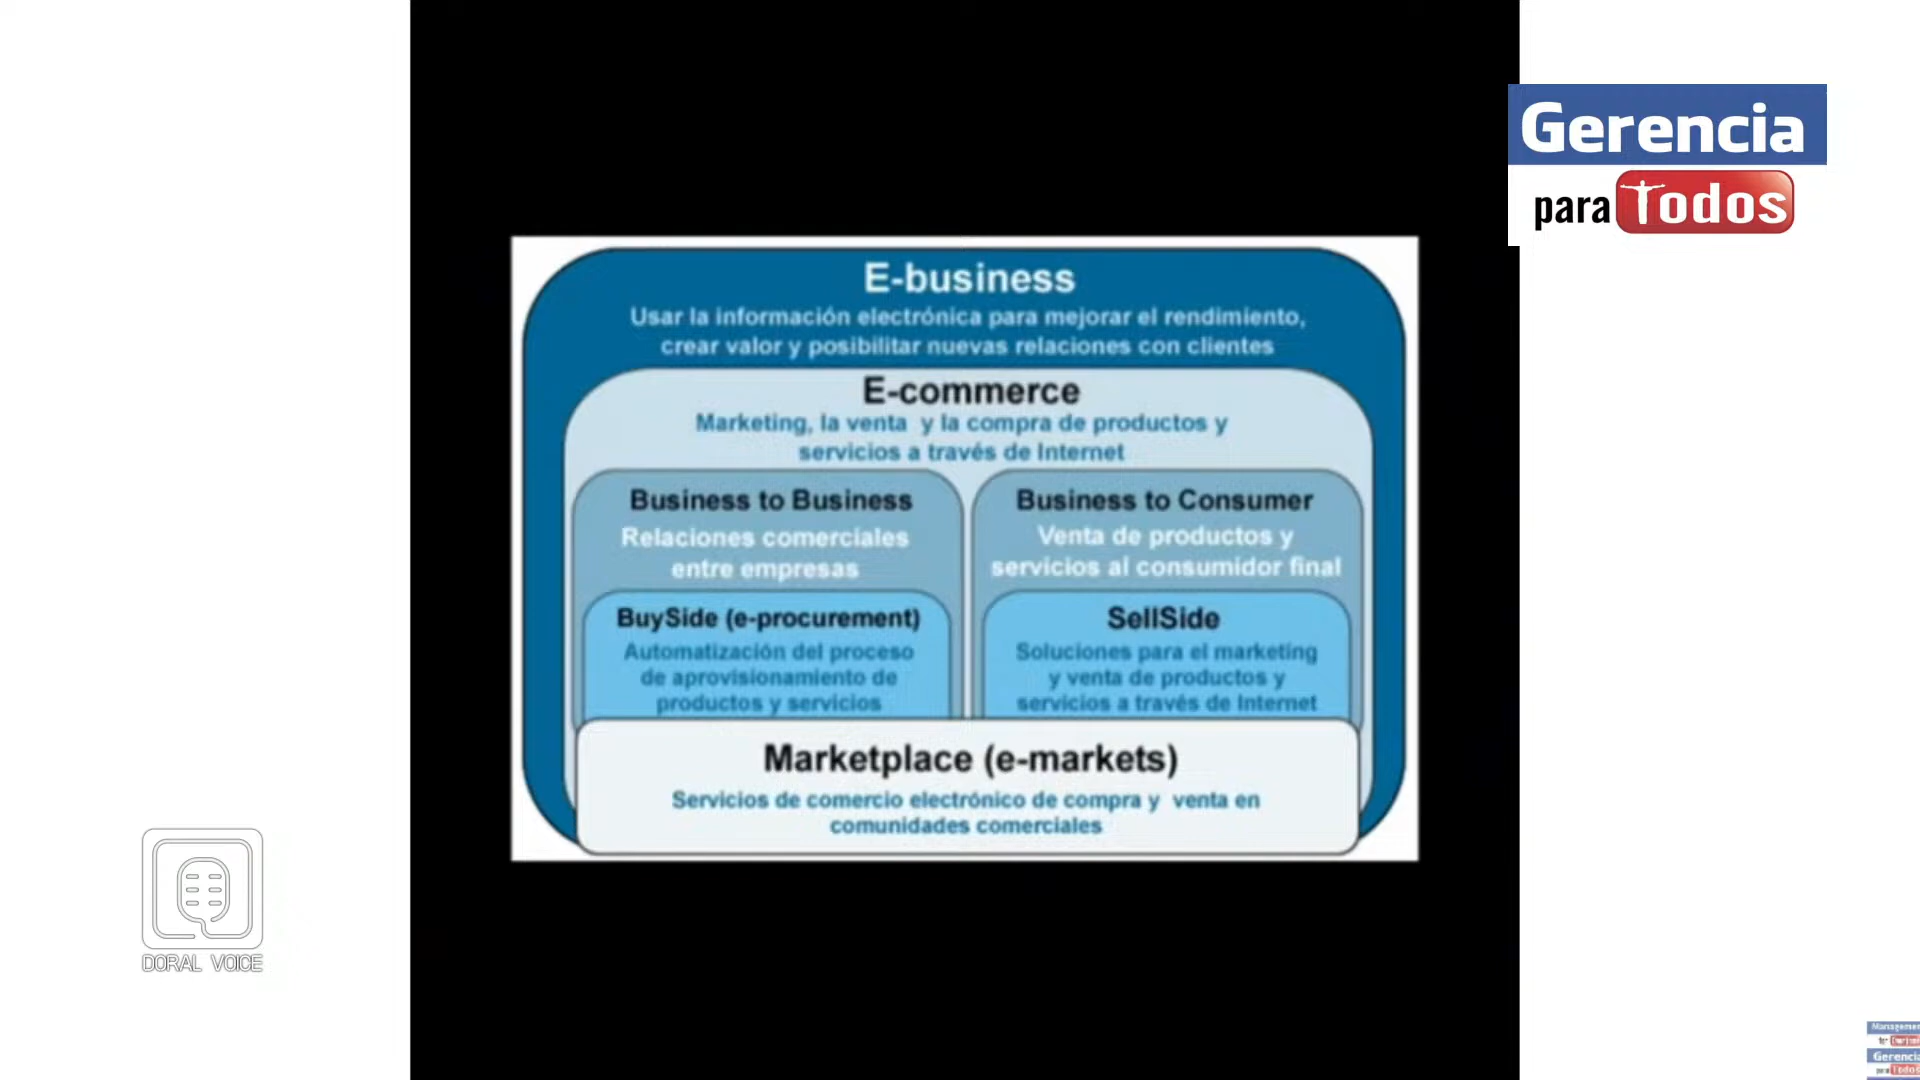 Gerencia
para Todos
E-business
Usar la información electrónica para mejorar el rendimiento,
crear valor y posibilitar nuevas relaciones con clientes
E-commerce
Marketing, la venta y la compra de productos y
servicios a través de Internet
Business to Business
Relaciones comerciales
entre empresas
Business to Consumer
Venta de productos y
servicios al consumidor final
BuySide (e-procurement)
Automatización del proceso
de aprovisionamiento de
productos y servicios
SellSide
Soluciones para el marketing
y venta de productos y
servicios a través de Internet
Marketplace (e-markets)
Servicios de comercio electrónico de compra y venta en
comunidades comerciales
DORAL VOICE
Gerencia
para Todos